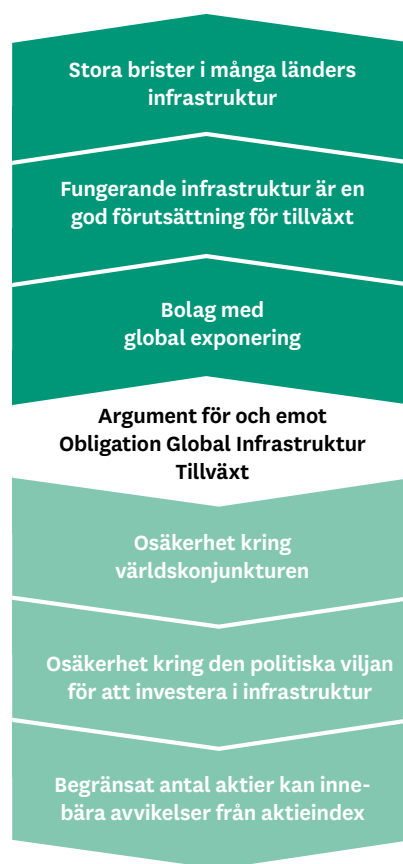 Stora brister i många länders
infrastruktur
Fungerande infrastruktur är en
god förutsättning för tillväxt
Bolag med
global exponering
Argument för och emot
Obligation Global Infrastruktur
Tillväxt
Osäkerhet kring
världskonjunkturen
Osäkerhet kring den politiska viljan
för att investera i infrastruktur
Begränsat antal aktier kan inne-
bära avvikelser från aktieindex